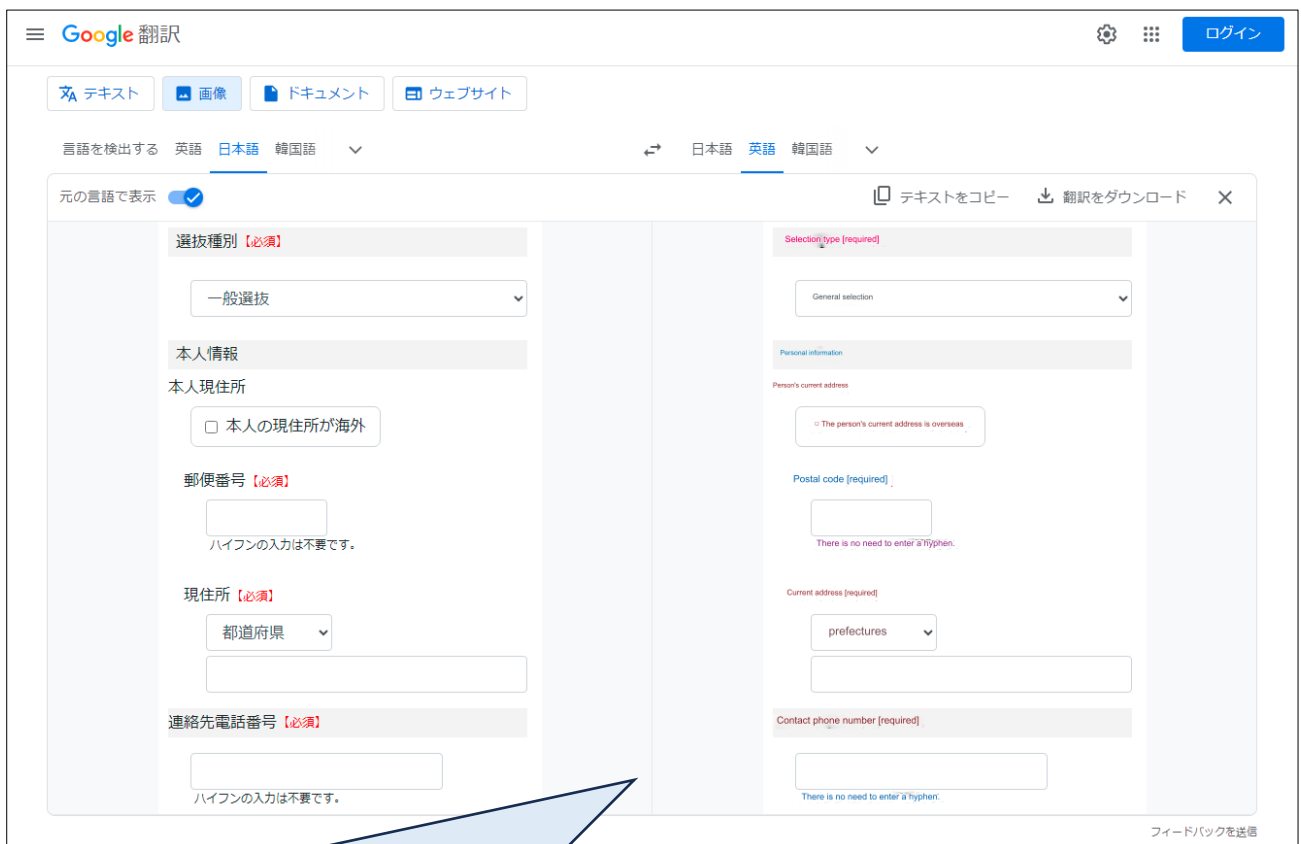 Google 翻訳
ログイン
テキスト 画像 ドキュメント ウェブサイト
言語を検出する 英語 日本語 韓国語 日本語 英語 韓国語
元の言語で表示 テキストをコピー 翻訳をダウンロード
選抜種別【必須】
一般選抜
本人情報
本人現住所
本人の現住所が海外
郵便番号【必須】
ハイフンの入力は不要です。
現住所【必須】
都道府県
連絡先電話番号【必須】
ハイフンの入力は不要です。
Selection type [required]
General selection
Personal information
Person's current address
The person's current address is overseas
Postal code [required]
There is no need to enter a hyphen.
Current address [required]
prefectures
Contact phone number [required]
There is no need to enter a hyphen.
フィードバックを送信